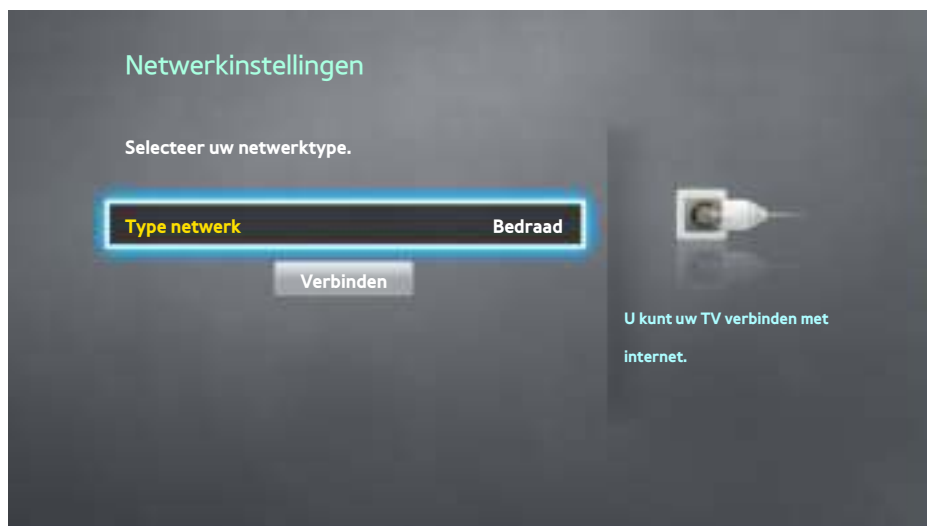 Netwerkinstellingen
Selecteer uw netwerktype.
Type netwerk Bedraad
Verbinden
U kunt uw TV verbinden met
internet.